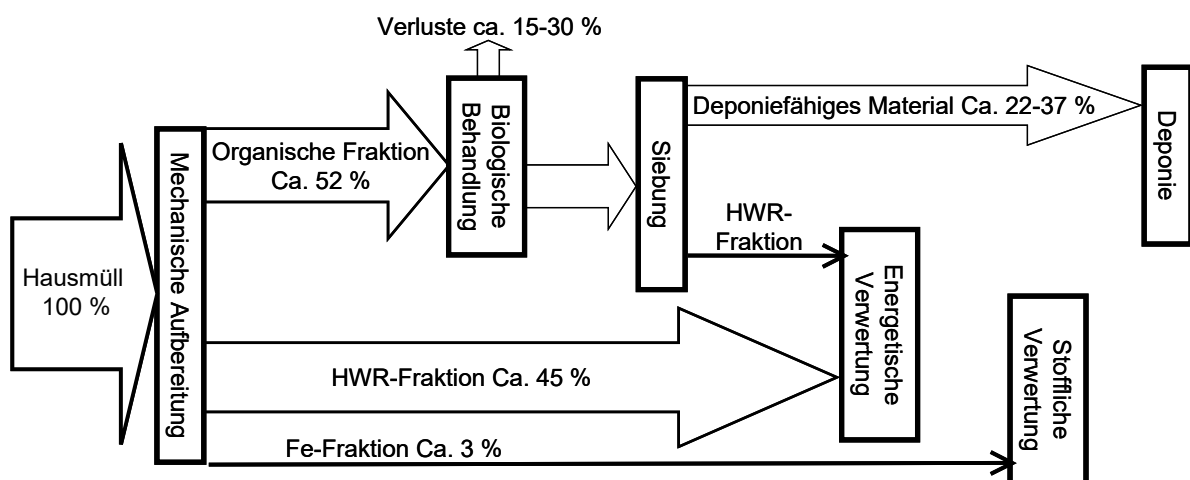 Verluste ca. 15-30 %
Biologische
Behandlung
Siebung
Deponiefähiges Material Ca. 22-37 %
Deponie
Organische Fraktion
Ca. 52 %
Mechanische Aufbereitung
Hausmüll
100 %
HWR-
Fraktion
Energetische
Verwertung
HWR-Fraktion Ca. 45 %
Stoffliche
Verwertung
Fe-Fraktion Ca. 3 %